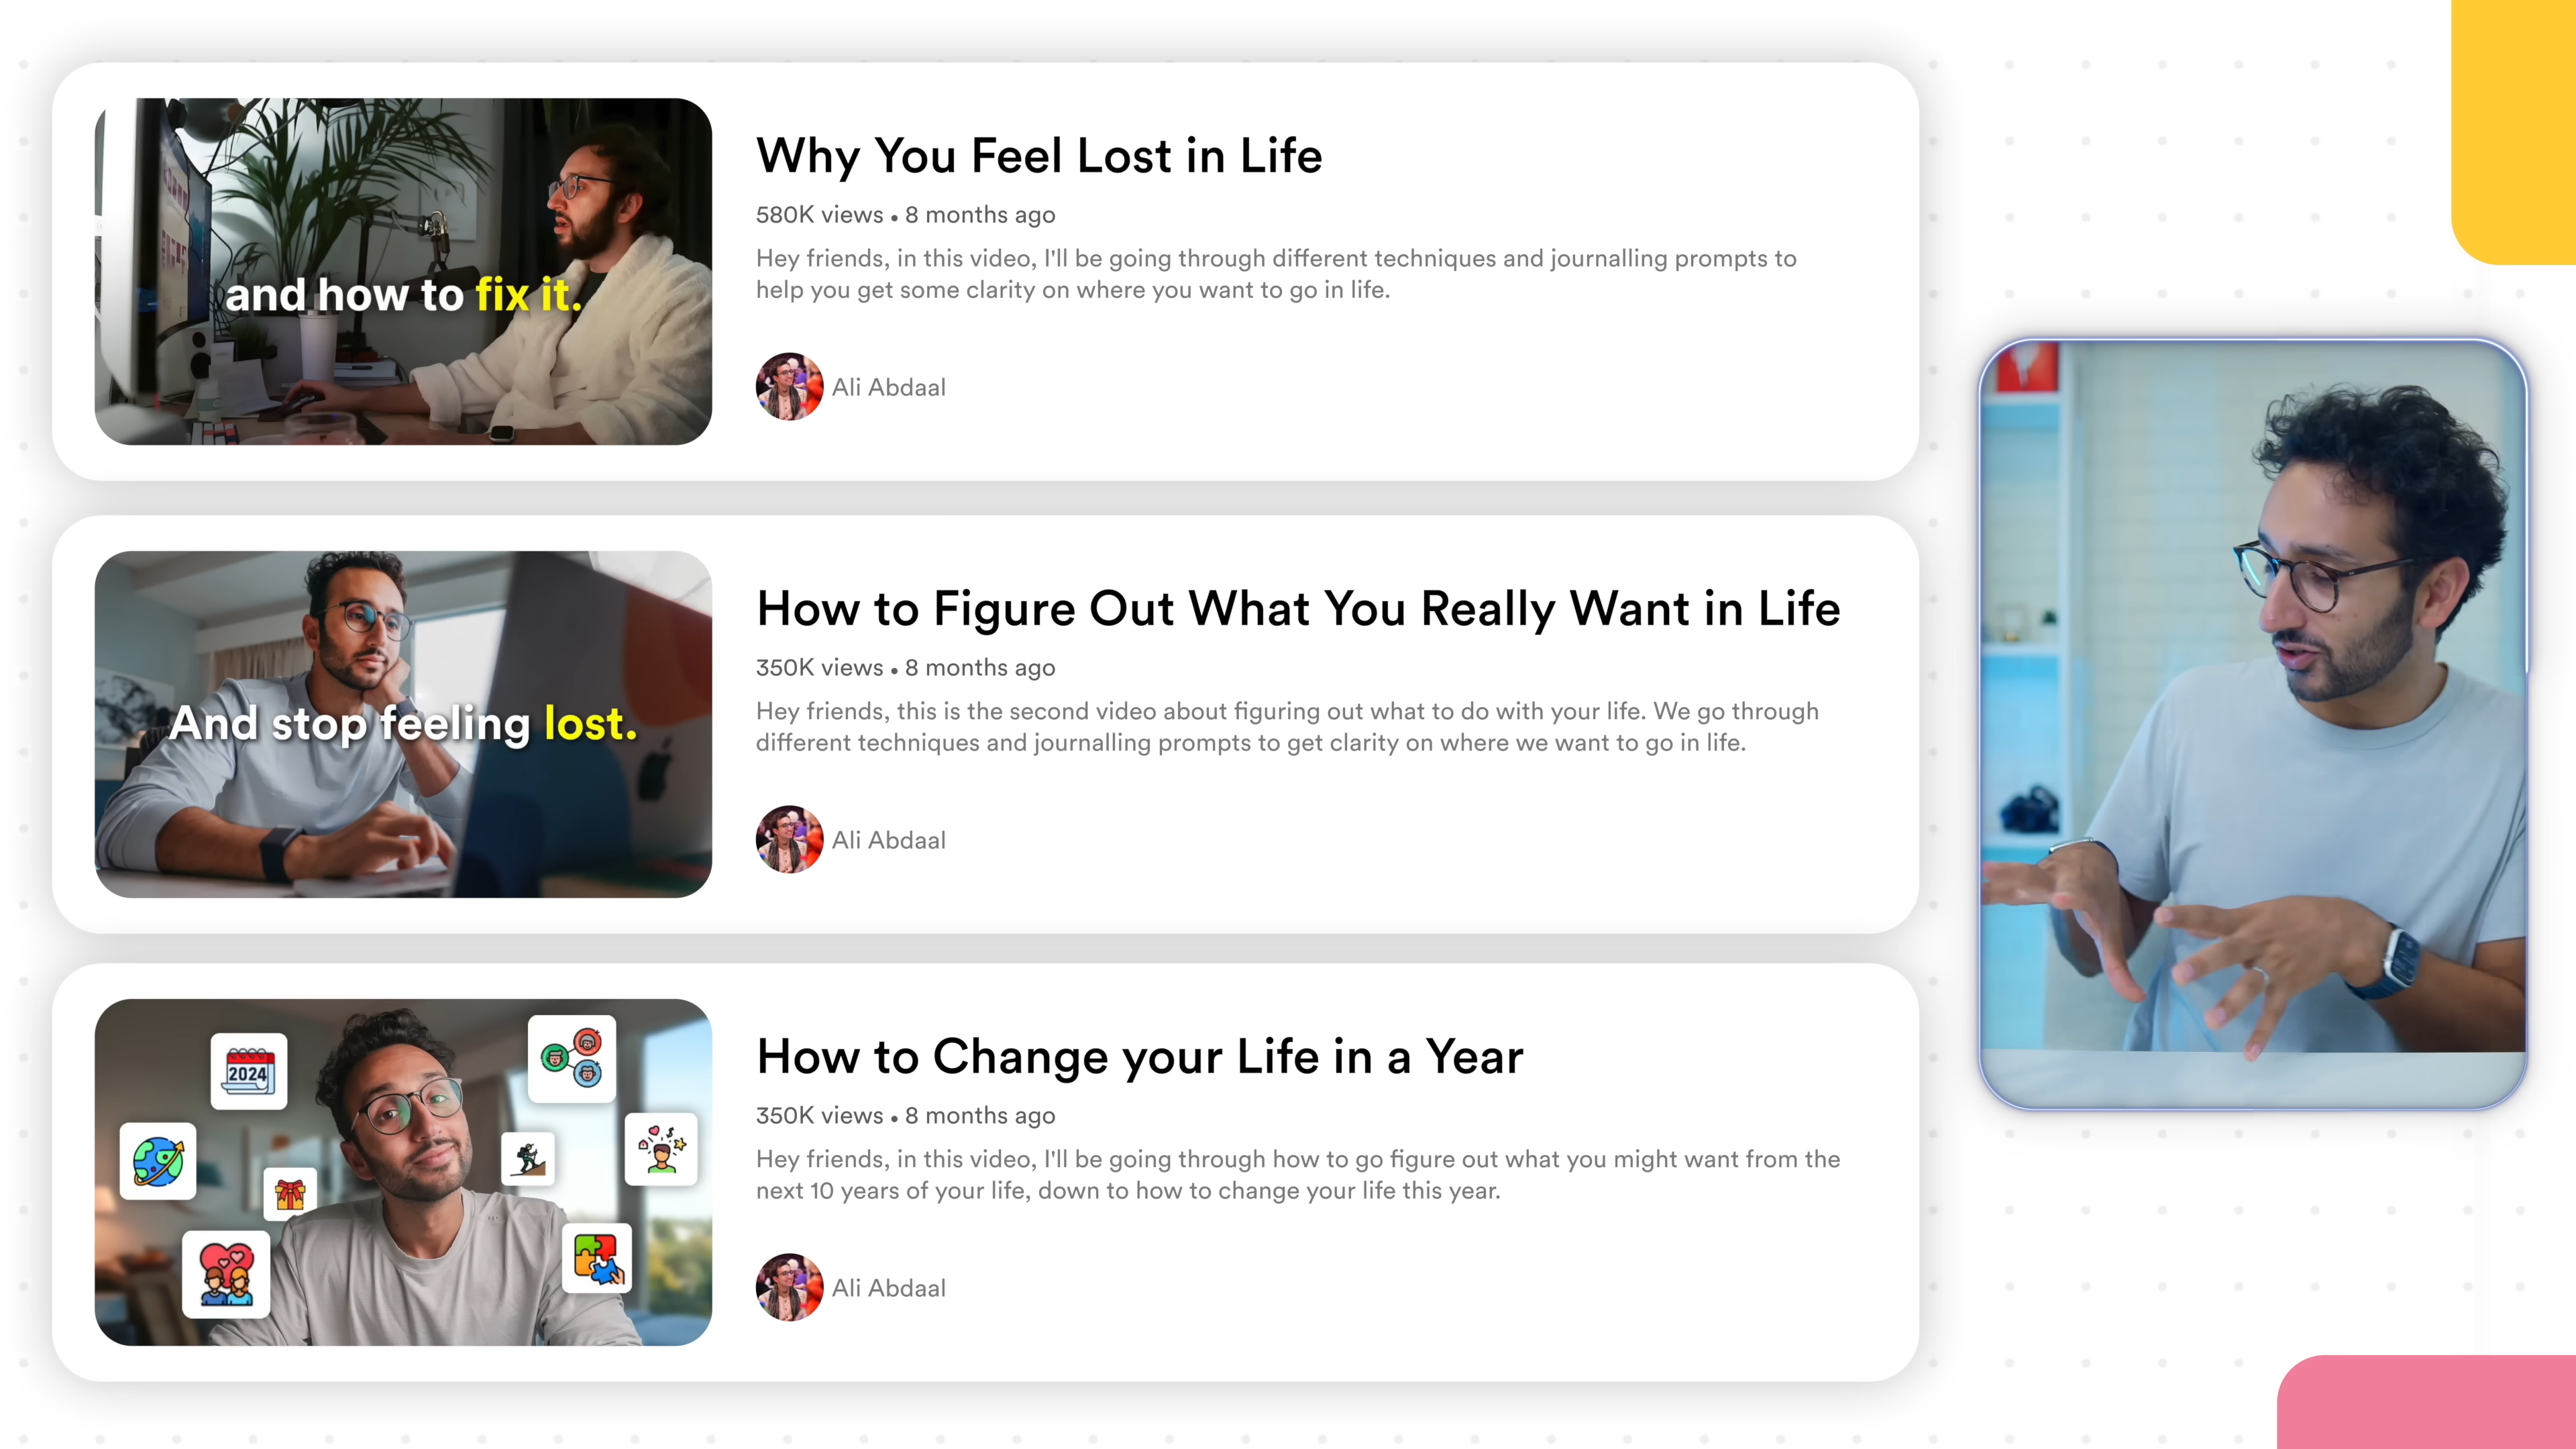 and how to fix it.
Why You Feel Lost in Life
580K views • 8 months ago
Hey friends, in this video, I'll be going through different techniques and journalling prompts to
help you get some clarity on where you want to go in life.
Ali Abdaal
And stop feeling lost.
How to Figure Out What You Really Want in Life
350K views • 8 months ago
Hey friends, this is the second video about figuring out what to do with your life. We go through
different techniques and journalling prompts to get clarity on where we want to go in life.
Ali Abdaal
2024
How to Change your Life in a Year
350K views • 8 months ago
Hey friends, in this video, I'll be going through how to go figure out what you might want from the
next 10 years of your life, down to how to change your life this year.
Ali Abdaal